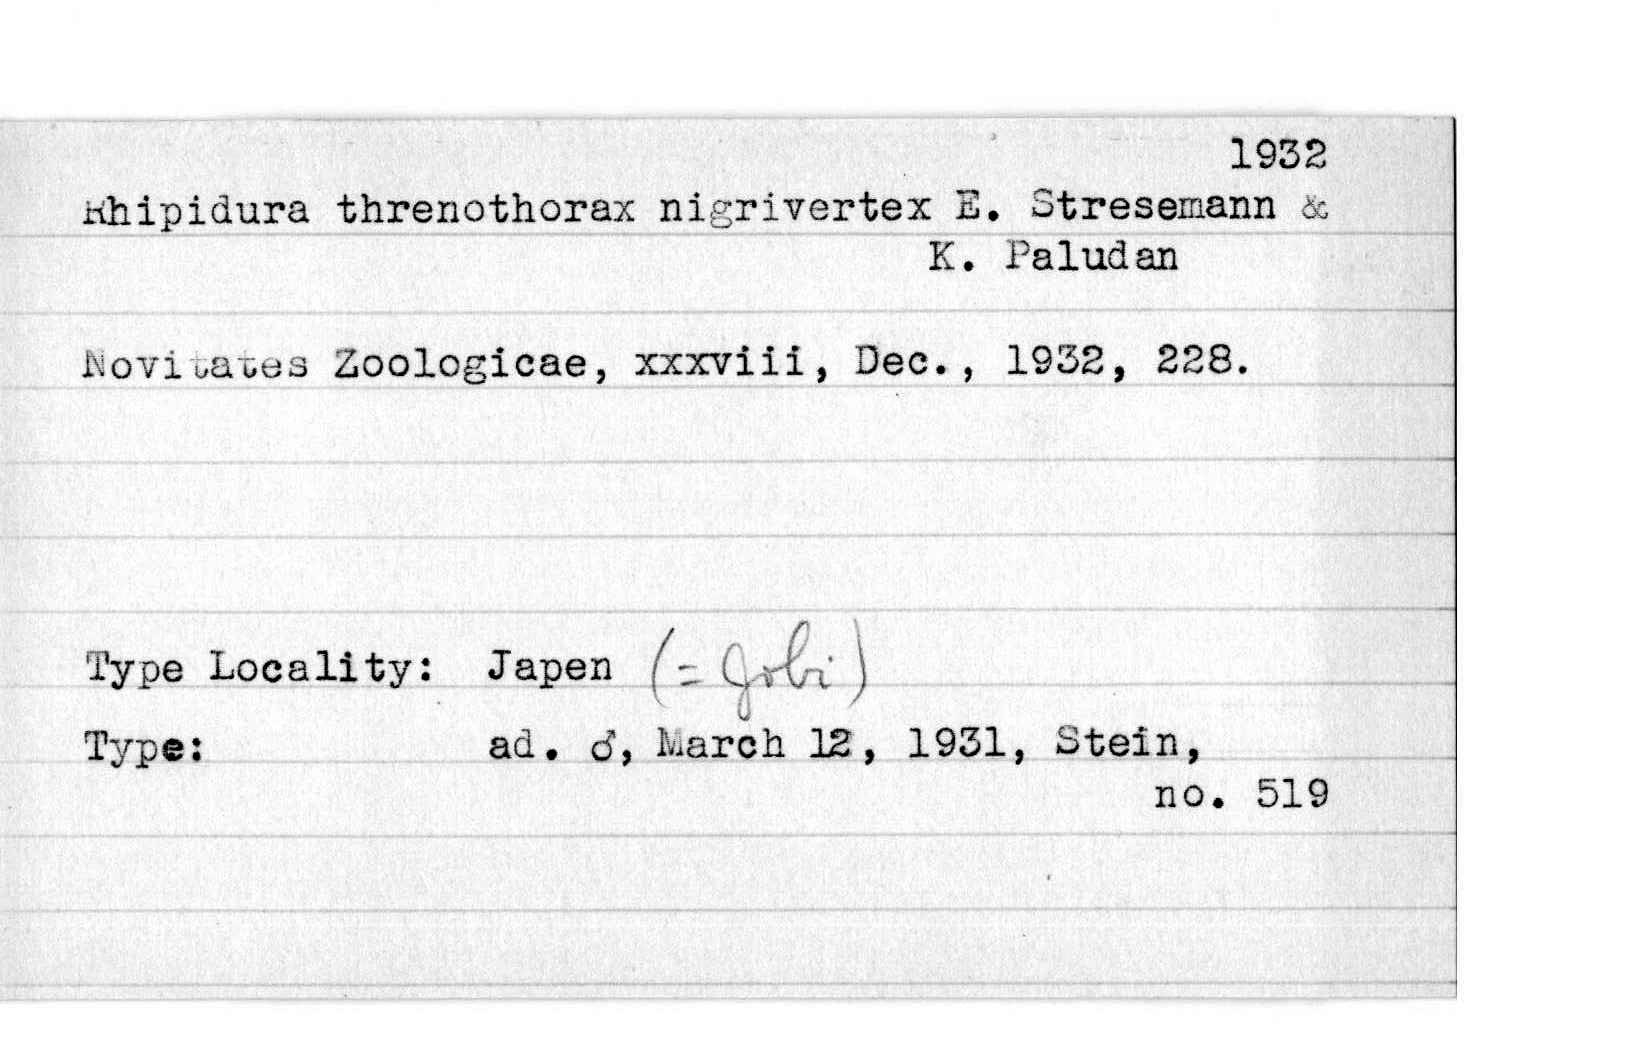 1932
Rhipidura threnothorax nigrivertex E. Stresemann &
K. Paludan
Novitates Zoologicae, xxxviii, Dec., 1932, 228.
Type Locality: Japen (= Jobi)
Type: ad. ♂, March 12, 1931, Stein,
no. 519